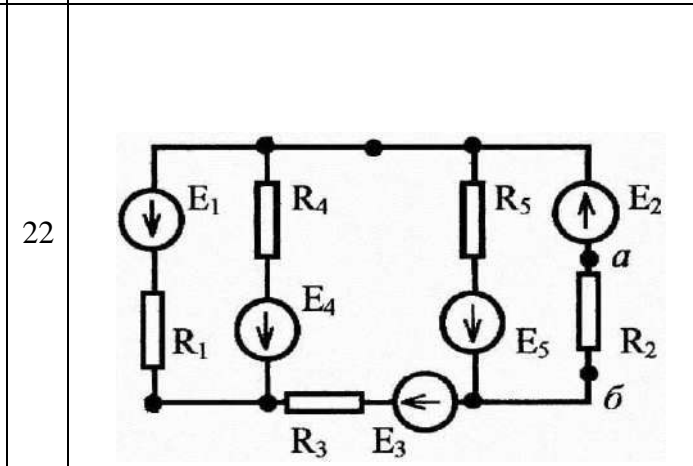 22
E₁ R₄ R₅ E₂
a
R₁ E₄ E₅ R₂
R₃ E₃ б